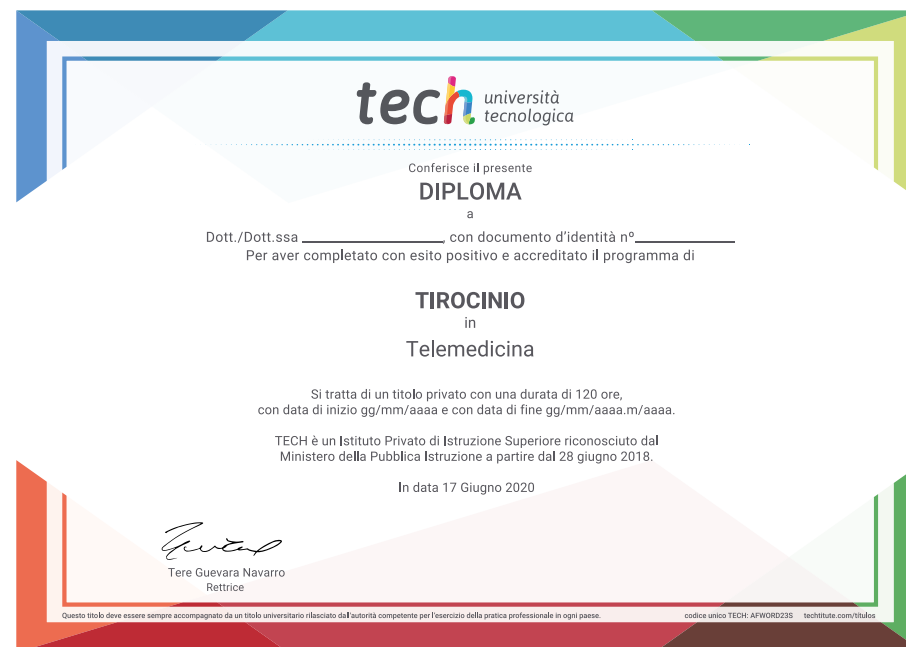 tech università
tecnologica
Conferisce il presente
DIPLOMA
a
Dott./Dott.ssa ____________________, con documento d'identità nº______________
Per aver completato con esito positivo e accreditato il programma di
TIROCINIO
in
Telemedicina
Si tratta di un titolo privato con una durata di 120 ore,
con data di inizio gg/mm/aaaa e con data di fine gg/mm/aaaa.m/aaaa.
TECH è un Istituto Privato di Istruzione Superiore riconosciuto dal
Ministero della Pubblica Istruzione a partire dal 28 giugno 2018.
In data 17 Giugno 2020
Tere Guevara Navarro
Rettrice
Questo titolo deve essere sempre accompagnato da un titolo universitario rilasciato dall'autorità competente per l'esercizio della pratica professionale in ogni paese.
codice unico TECH: AFWORD23S techtitute.com/titulos